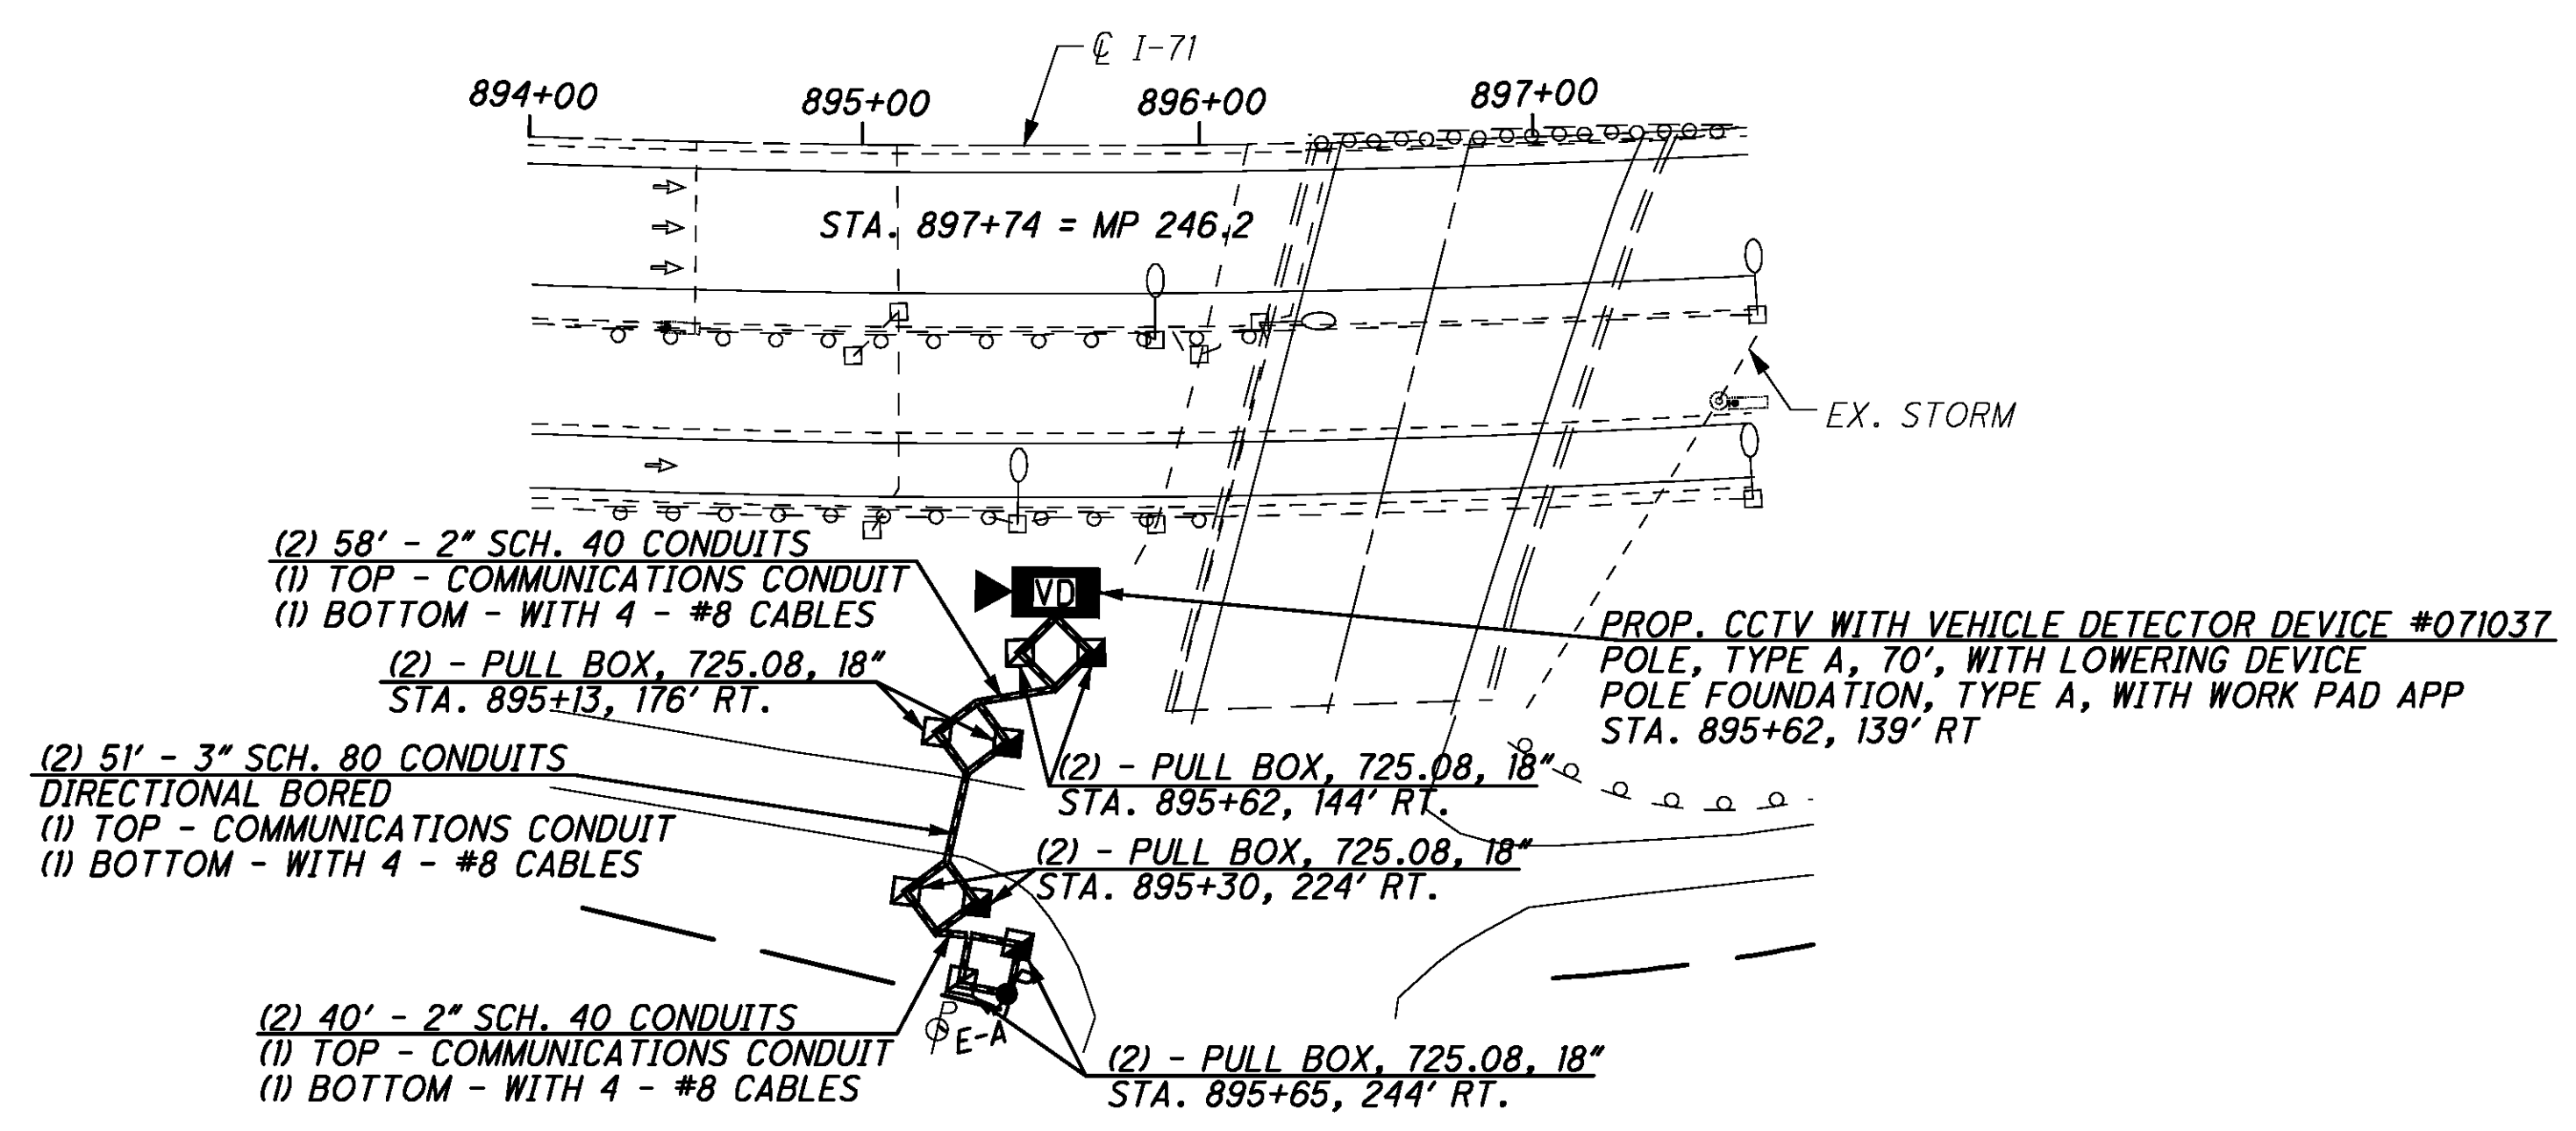 ℄ I-71
894+00
895+00
896+00
897+00
STA. 897+74 = MP 246.2
EX. STORM
(2) 58' - 2" SCH. 40 CONDUITS
(1) TOP - COMMUNICATIONS CONDUIT
(1) BOTTOM - WITH 4 - #8 CABLES
VD
PROP. CCTV WITH VEHICLE DETECTOR DEVICE #071037
POLE, TYPE A, 70', WITH LOWERING DEVICE
POLE FOUNDATION, TYPE A, WITH WORK PAD APP
STA. 895+62, 139' RT
(2) - PULL BOX, 725.08, 18"
STA. 895+13, 176' RT.
(2) 51' - 3" SCH. 80 CONDUITS
DIRECTIONAL BORED
(1) TOP - COMMUNICATIONS CONDUIT
(1) BOTTOM - WITH 4 - #8 CABLES
(2) - PULL BOX, 725.08, 18"
STA. 895+62, 144' RT.
(2) - PULL BOX, 725.08, 18"
STA. 895+30, 224' RT.
P
E-A
(2) 40' - 2" SCH. 40 CONDUITS
(1) TOP - COMMUNICATIONS CONDUIT
(1) BOTTOM - WITH 4 - #8 CABLES
(2) - PULL BOX, 725.08, 18"
STA. 895+65, 244' RT.